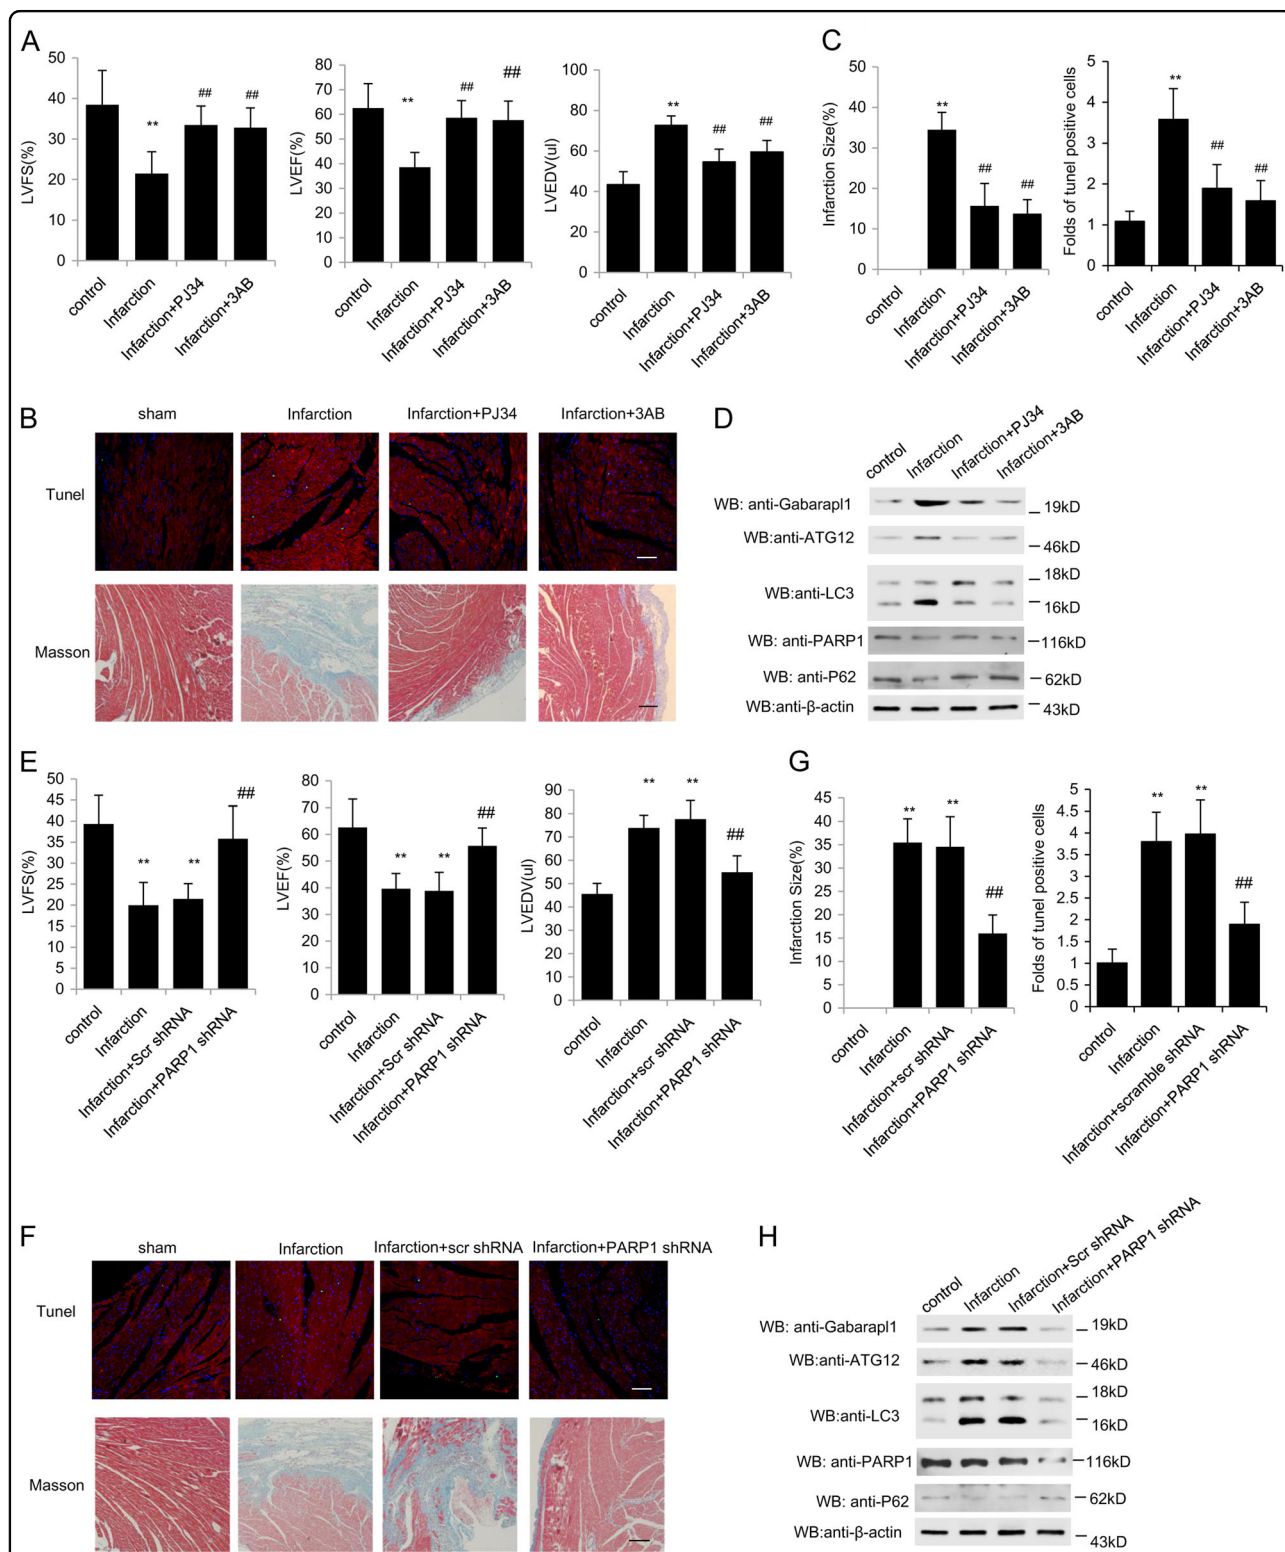 A
LVFS(%)
50
40
30
20
10
0
**
##
##
control
Infarction
Infarction+PJ34
Infarction+3AB
LVEF(%)
80
70
60
50
40
30
20
10
0
**
##
##
control
Infarction
Infarction+PJ34
Infarction+3AB
LVEDV(ul)
100
80
60
40
20
0
**
##
##
control
Infarction
Infarction+PJ34
Infarction+3AB
C
Infarction Size(%)
50
40
30
20
10
0
**
##
##
control
Infarction
Infarction+PJ34
Infarction+3AB
Folds of tunel positive cells
5
4
3
2
1
0
**
##
##
control
Infarction
Infarction+PJ34
Infarction+3AB
B
sham
Infarction
Infarction+PJ34
Infarction+3AB
Tunel
Masson
D
control
Infarction
Infarction+PJ34
Infarction+3AB
WB: anti-Gabarapl1
19kD
WB:anti-ATG12
46kD
WB:anti-LC3
18kD
16kD
WB: anti-PARP1
116kD
WB: anti-P62
62kD
WB:anti-β-actin
43kD
E
LVFS(%)
50
45
40
35
30
25
20
15
10
5
0
**
**
##
control
Infarction
Infarction+Scr shRNA
Infarction+PARP1 shRNA
LVEF(%)
80
70
60
50
40
30
20
10
0
**
**
##
control
Infarction
Infarction+Scr shRNA
Infarction+PARP1 shRNA
LVEDV(ul)
90
80
70
60
50
40
30
20
10
0
**
**
##
control
Infarction
Infarction+scr shRNA
Infarction+PARP1 shRNA
G
Infarction Size(%)
45
40
35
30
25
20
15
10
5
0
**
**
##
control
Infarction
Infarction+scr shRNA
Infarction+PARP1 shRNA
Folds of tunel positive cells
5
4.5
4
3.5
3
2.5
2
1.5
1
0.5
0
**
**
##
control
Infarction
Infarction+scramble shRNA
Infarction+PARP1 shRNA
F
sham
Infarction
Infarction+scr shRNA
Infarction+PARP1 shRNA
Tunel
Masson
H
control
Infarction
Infarction+Scr shRNA
Infarction+PARP1 shRNA
WB: anti-Gabarapl1
19kD
WB:anti-ATG12
46kD
WB:anti-LC3
18kD
16kD
WB: anti-PARP1
116kD
WB: anti-P62
62kD
WB:anti-β-actin
43kD